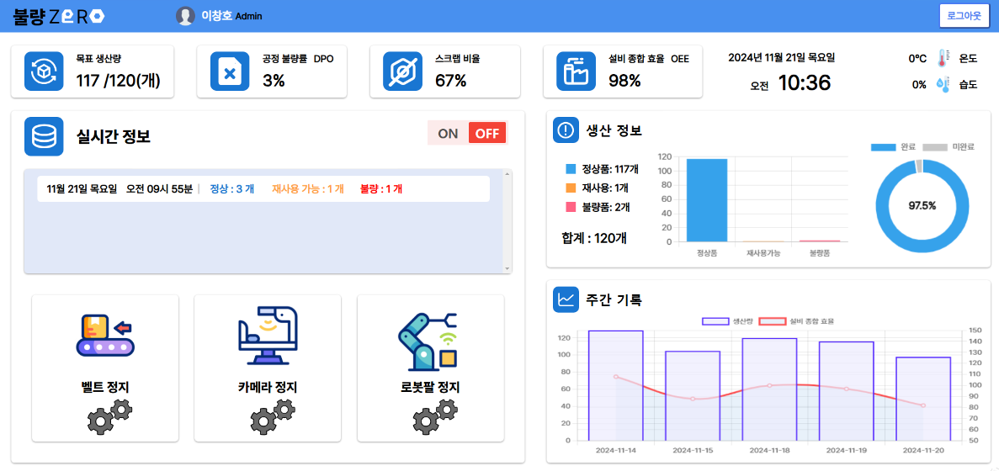 불량 ZERO
이창호 Admin
로그아웃
목표 생산량
117 /120(개)
공정 불량률 DPO
3%
스크랩 비율
67%
설비 종합 효율 OEE
98%
2024년 11월 21일 목요일
오전 10:36
0°C 온도
0% 습도
실시간 정보
ON OFF
11월 21일 목요일 오전 09시 55분 | 정상 : 3 개 재사용 가능 : 1 개 불량 : 1 개
벨트 정지
카메라 정지
로봇팔 정지
생산 정보
정상품: 117개
재사용: 1개
불량품: 2개
합계 : 120개
120
100
80
60
40
20
0
정상품 재사용가능 불량품
완료 미완료
97.5%
주간 기록
생산량 설비 종합 효율
120
100
80
60
40
20
0
150
140
130
120
110
100
90
80
70
60
50
2024-11-14 2024-11-15 2024-11-18 2024-11-19 2024-11-20